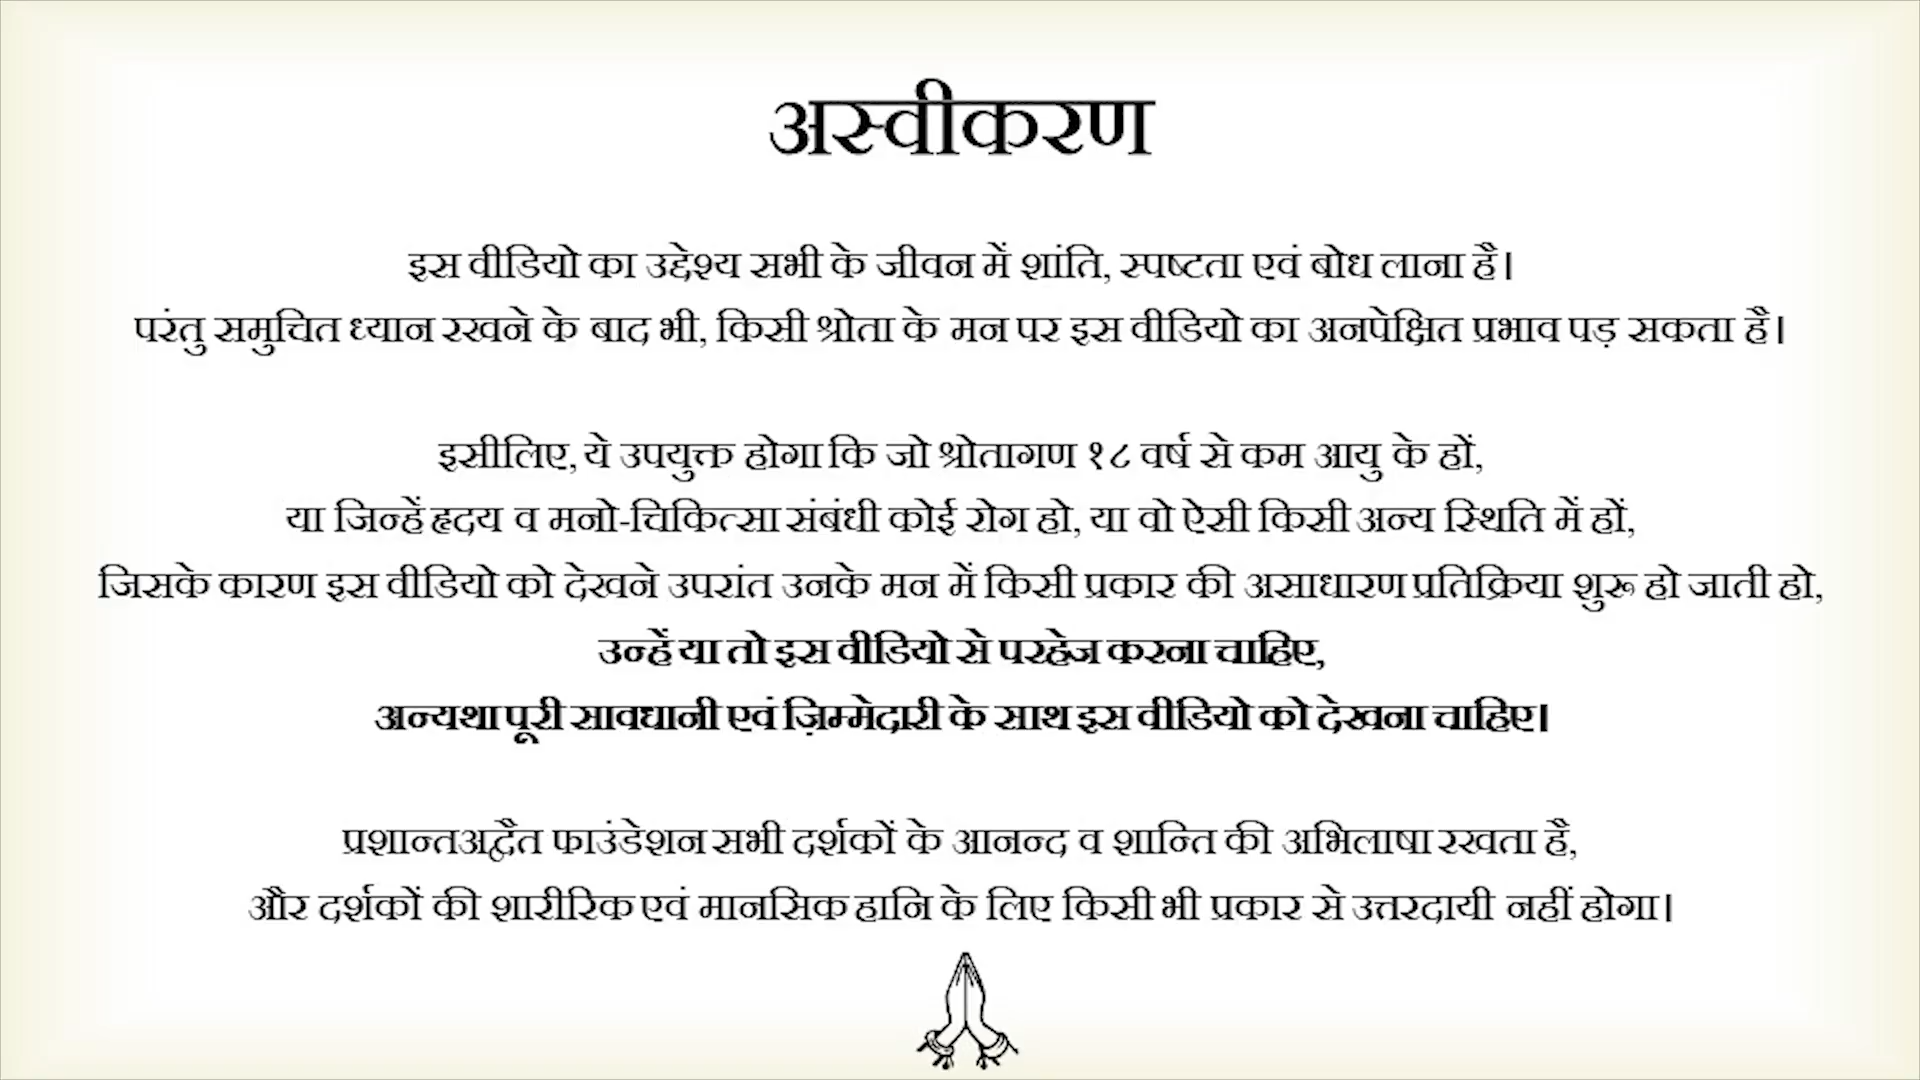 अस्वीकरण
इस वीडियो का उद्देश्य सभी के जीवन में शांति, स्पष्टता एवं बोध लाना है।
परंतु समुचित ध्यान रखने के बाद भी, किसी श्रोता के मन पर इस वीडियो का अनपेक्षित प्रभाव पड़ सकता है।
इसीलिए, ये उपयुक्त होगा कि जो श्रोतागण १८ वर्ष से कम आयु के हों,
या जिन्हें हृदय व मनो-चिकित्सा संबंधी कोई रोग हो, या वो ऐसी किसी अन्य स्थिति में हों,
जिसके कारण इस वीडियो को देखने उपरांत उनके मन में किसी प्रकार की असाधारण प्रतिक्रिया शुरू हो जाती हो,
उन्हें या तो इस वीडियो से परहेज करना चाहिए,
अन्यथा पूरी सावधानी एवं ज़िम्मेदारी के साथ इस वीडियो को देखना चाहिए।
प्रशान्तअद्वैत फाउंडेशन सभी दर्शकों के आनन्द व शान्ति की अभिलाषा रखता है,
और दर्शकों की शारीरिक एवं मानसिक हानि के लिए किसी भी प्रकार से उत्तरदायी नहीं होगा।